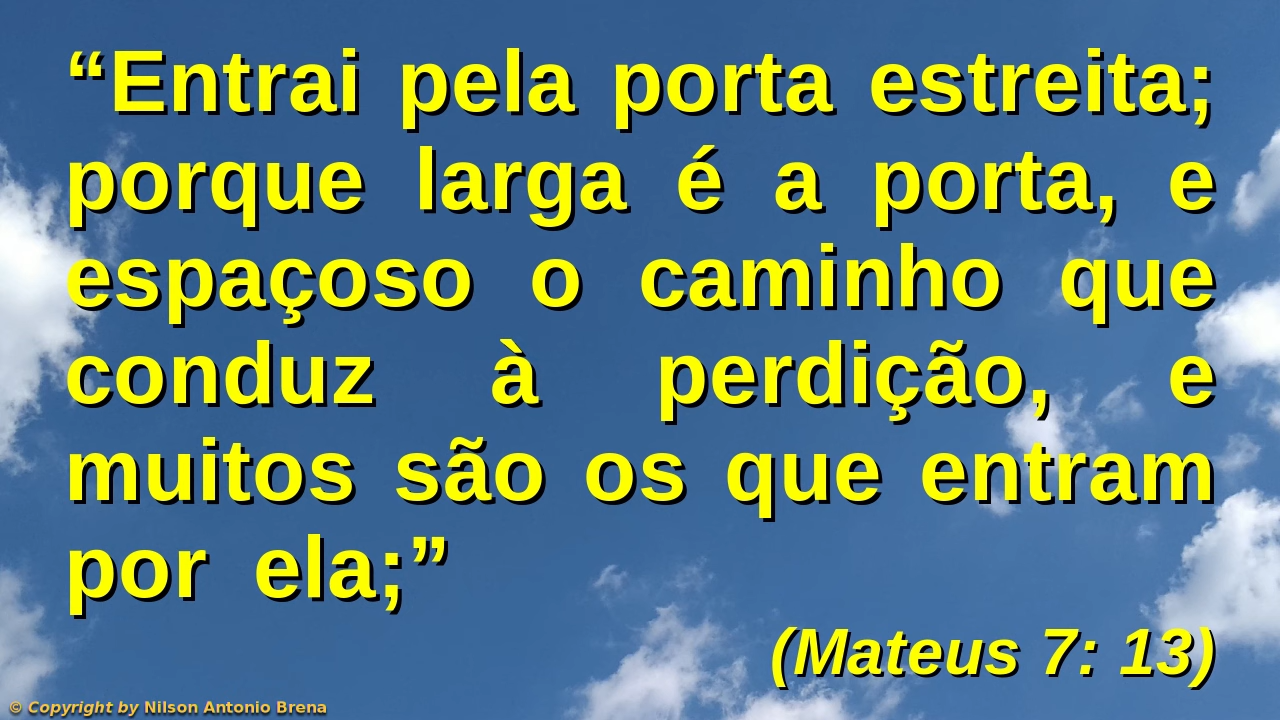 “Entrai pela porta estreita;
porque larga é a porta, e
espaçoso o caminho que
conduz à perdição, e
muitos são os que entram
por ela;”
(Mateus 7: 13)
© Copyright by Nilson Antonio Brena